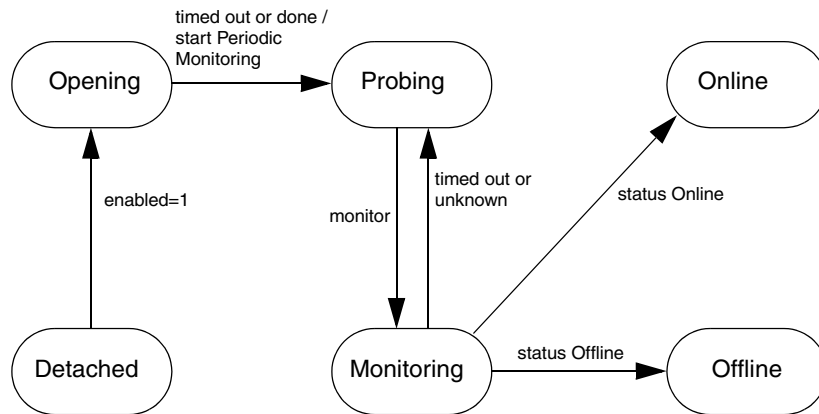 timed out or done /
start Periodic
Monitoring
Opening
Probing
Online
enabled=1
timed out or
unknown
monitor
status Online
Detached
Monitoring
status Offline
Offline